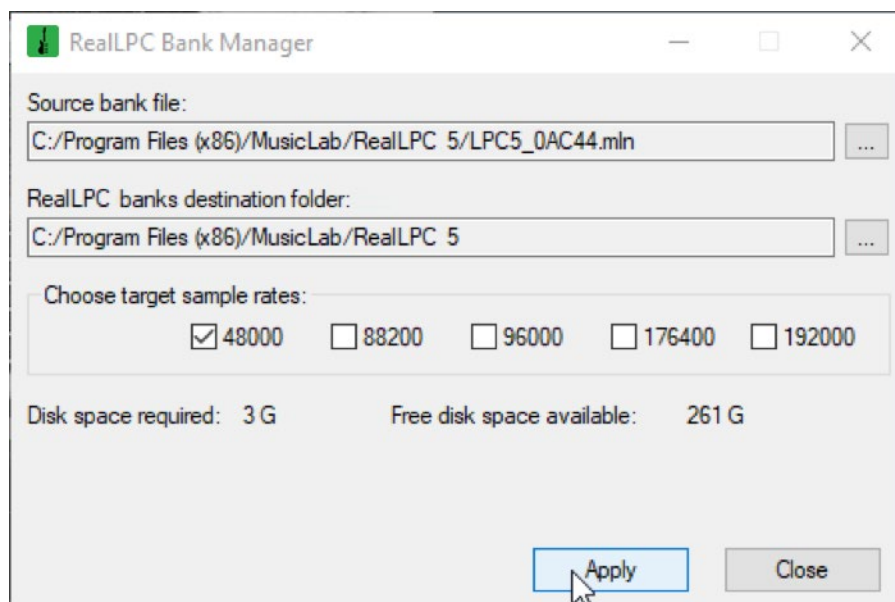 RealLPC Bank Manager
Source bank file:
C:/Program Files (x86)/MusicLab/RealLPC 5/LPC5_0AC44.mln
...
RealLPC banks destination folder:
C:/Program Files (x86)/MusicLab/RealLPC 5
...
Choose target sample rates:
48000 88200 96000 176400 192000
Disk space required: 3 G Free disk space available: 261 G
Apply Close